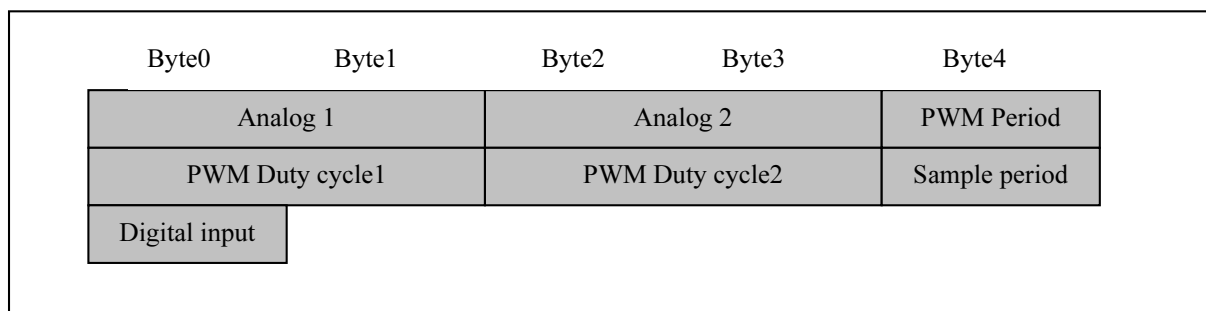 Byte0 Byte1 Byte2 Byte3 Byte4
Analog 1 Analog 2 PWM Period
PWM Duty cycle1 PWM Duty cycle2 Sample period
Digital input